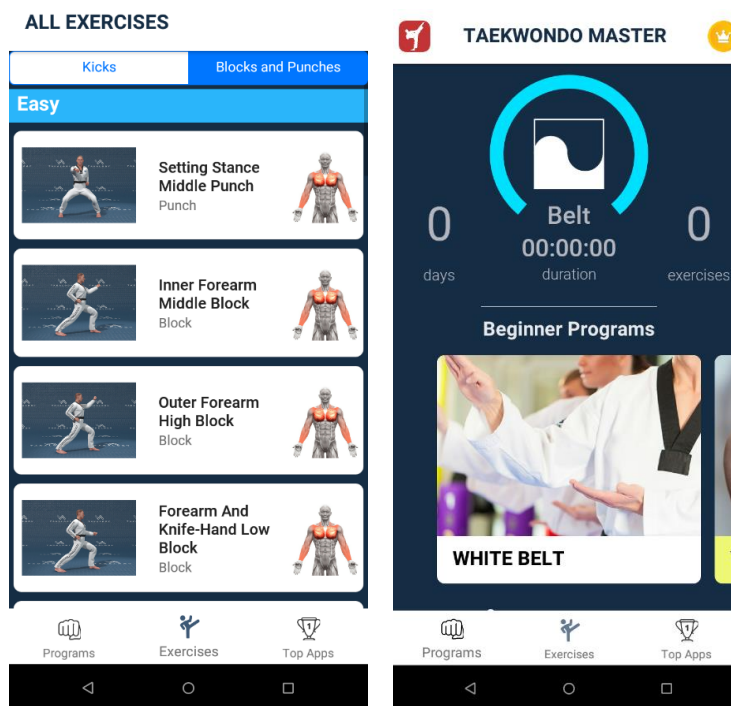 ALL EXERCISES
Kicks
Blocks and Punches
Easy
Setting Stance
Middle Punch
Punch
Inner Forearm
Middle Block
Block
Outer Forearm
High Block
Block
Forearm And
Knife-Hand Low
Block
Block
Programs
Exercises
Top Apps
TAEKWONDO MASTER
0
days
Belt
00:00:00
duration
0
exercises
Beginner Programs
WHITE BELT
Programs
Exercises
Top Apps